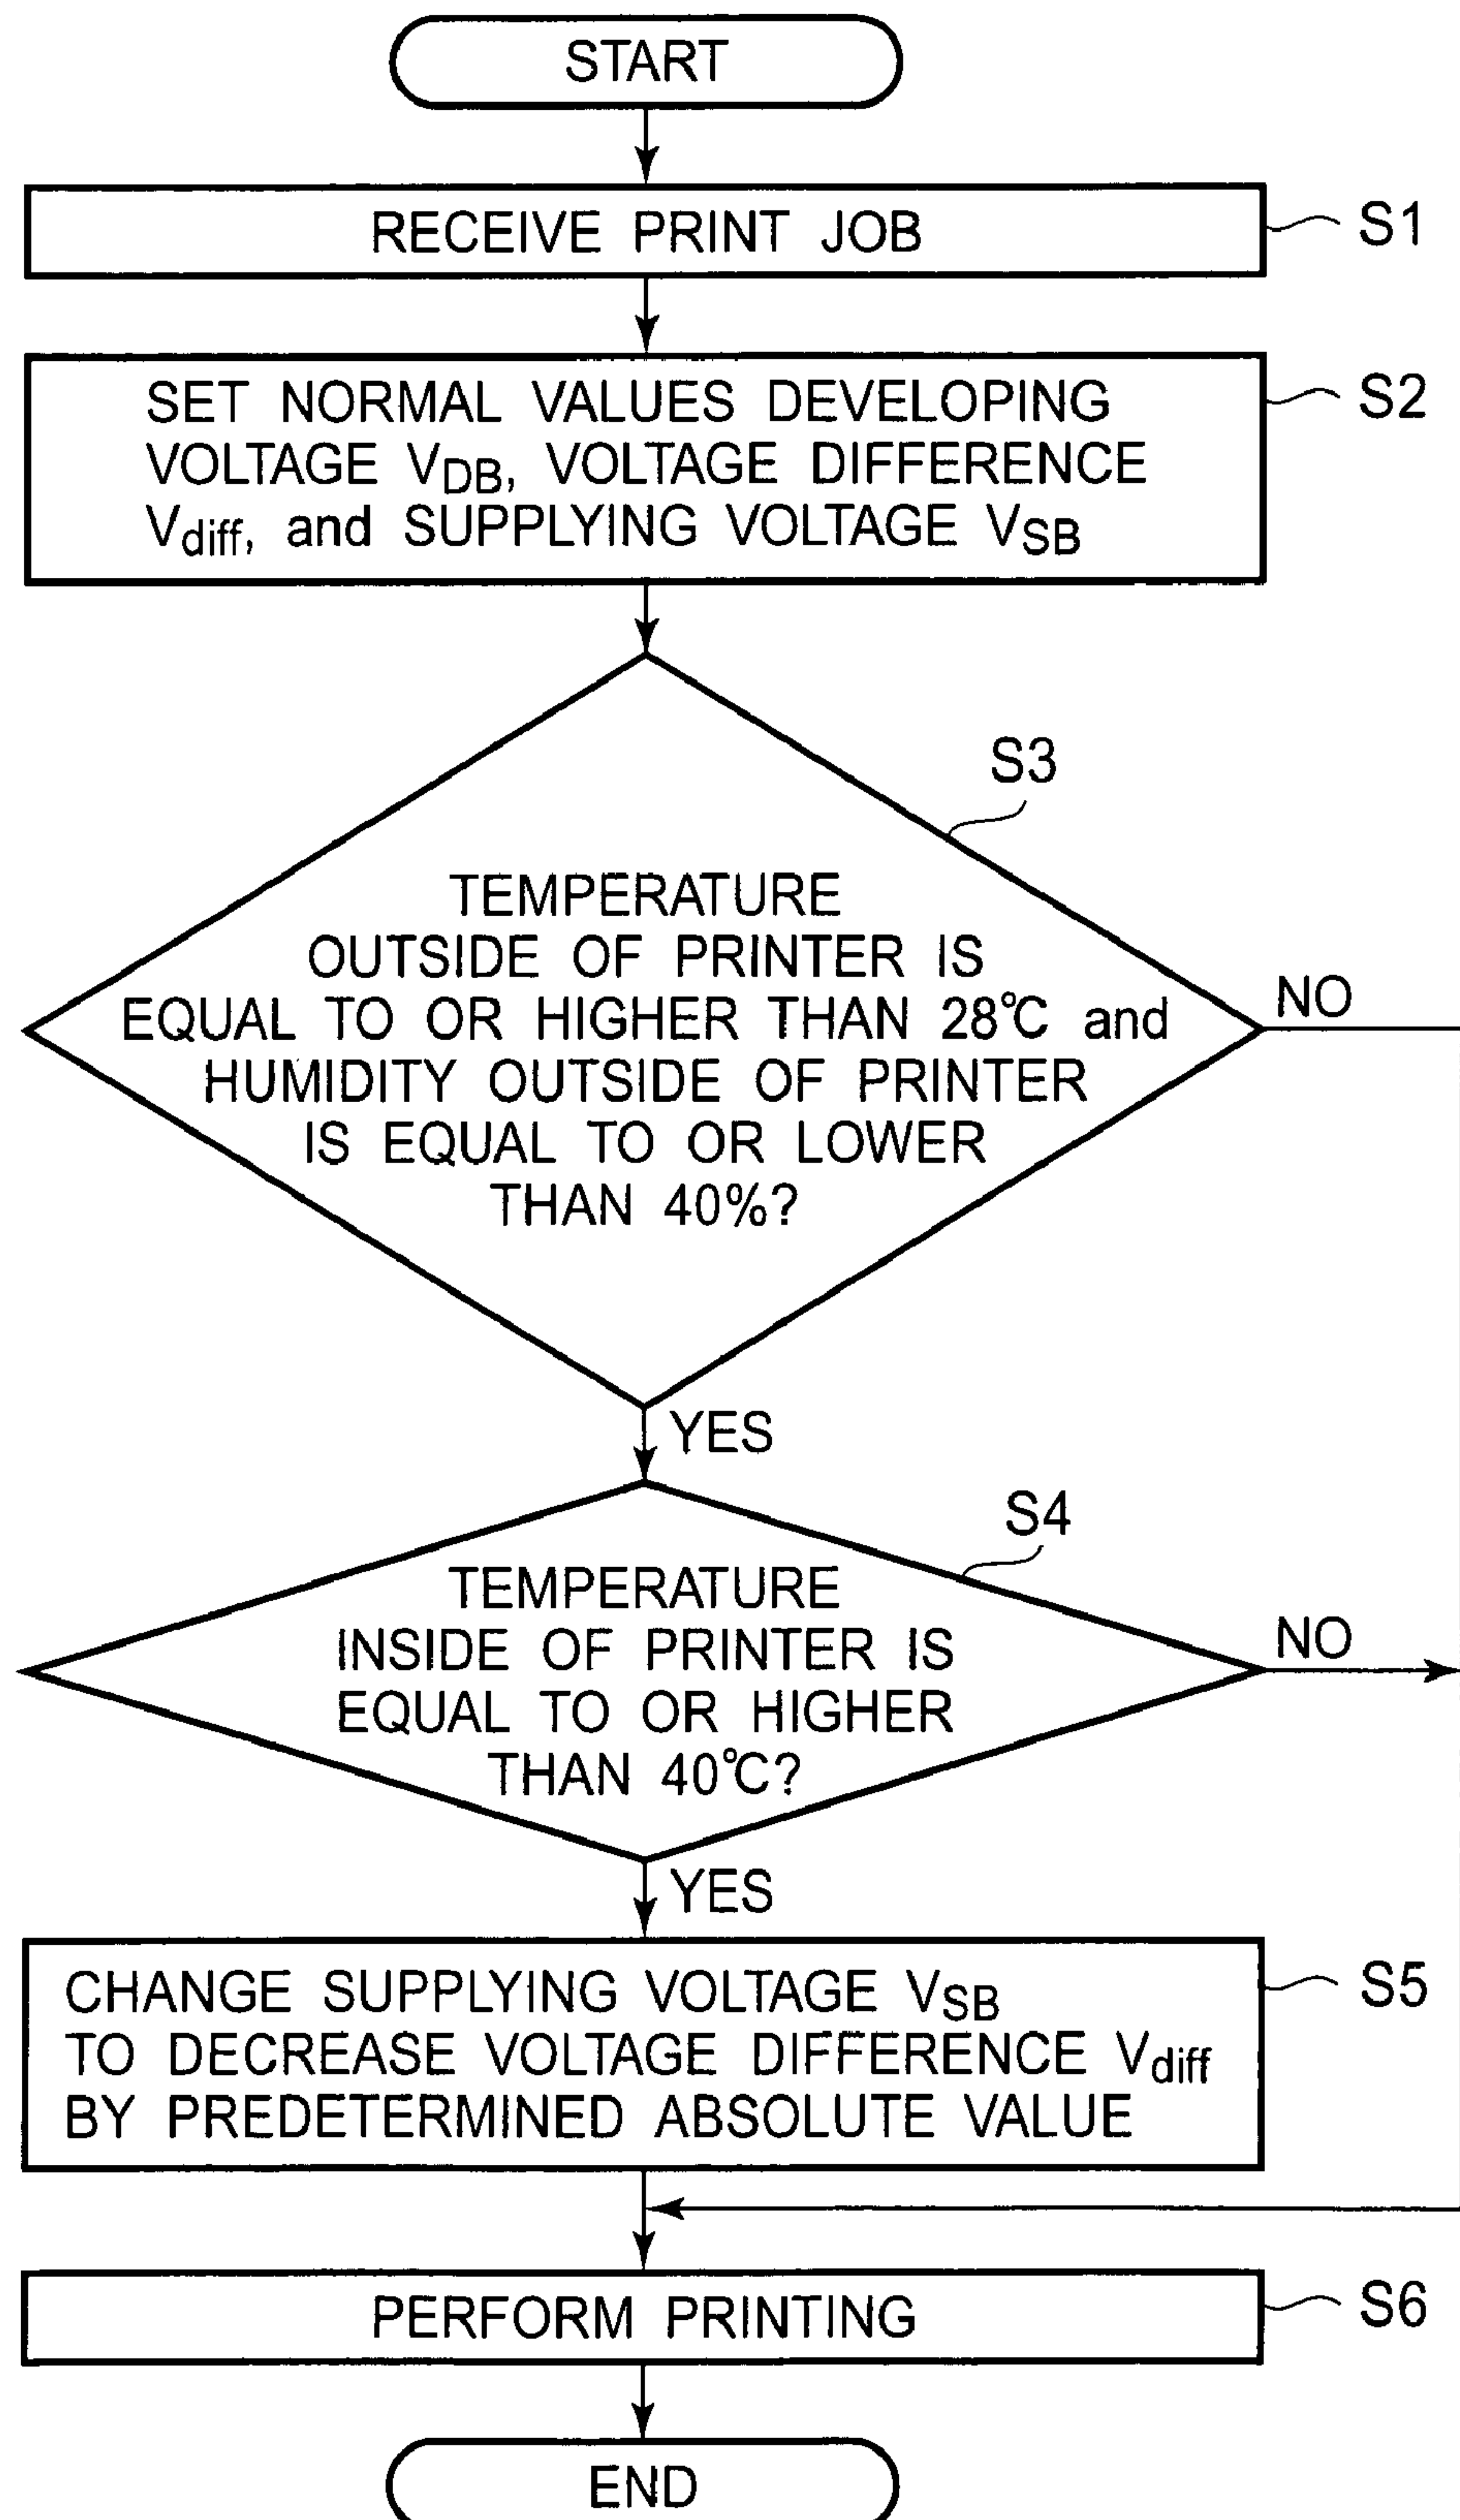 START
RECEIVE PRINT JOB
S1
SET NORMAL VALUES DEVELOPING
VOLTAGE VDB, VOLTAGE DIFFERENCE
Vdiff, and SUPPLYING VOLTAGE VSB
S2
S3
TEMPERATURE
OUTSIDE OF PRINTER IS
EQUAL TO OR HIGHER THAN 28°C and
HUMIDITY OUTSIDE OF PRINTER
IS EQUAL TO OR LOWER
THAN 40%?
NO
YES
S4
TEMPERATURE
INSIDE OF PRINTER IS
EQUAL TO OR HIGHER
THAN 40°C?
NO
YES
CHANGE SUPPLYING VOLTAGE VSB
TO DECREASE VOLTAGE DIFFERENCE Vdiff
BY PREDETERMINED ABSOLUTE VALUE
S5
PERFORM PRINTING
S6
END